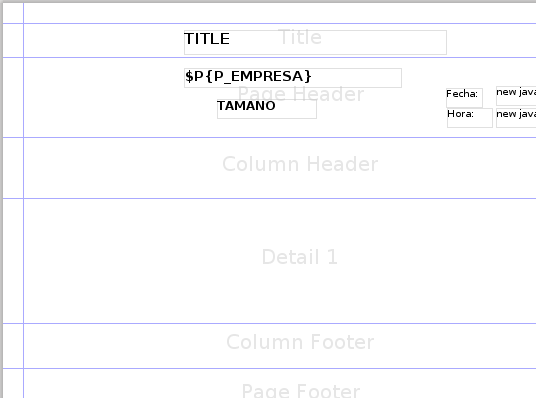 TITLE Title
$P{P_EMPRESA}
Page Header
Fecha: new java
TAMANO
Hora: new java
Column Header
Detail 1
Column Footer
Page Footer